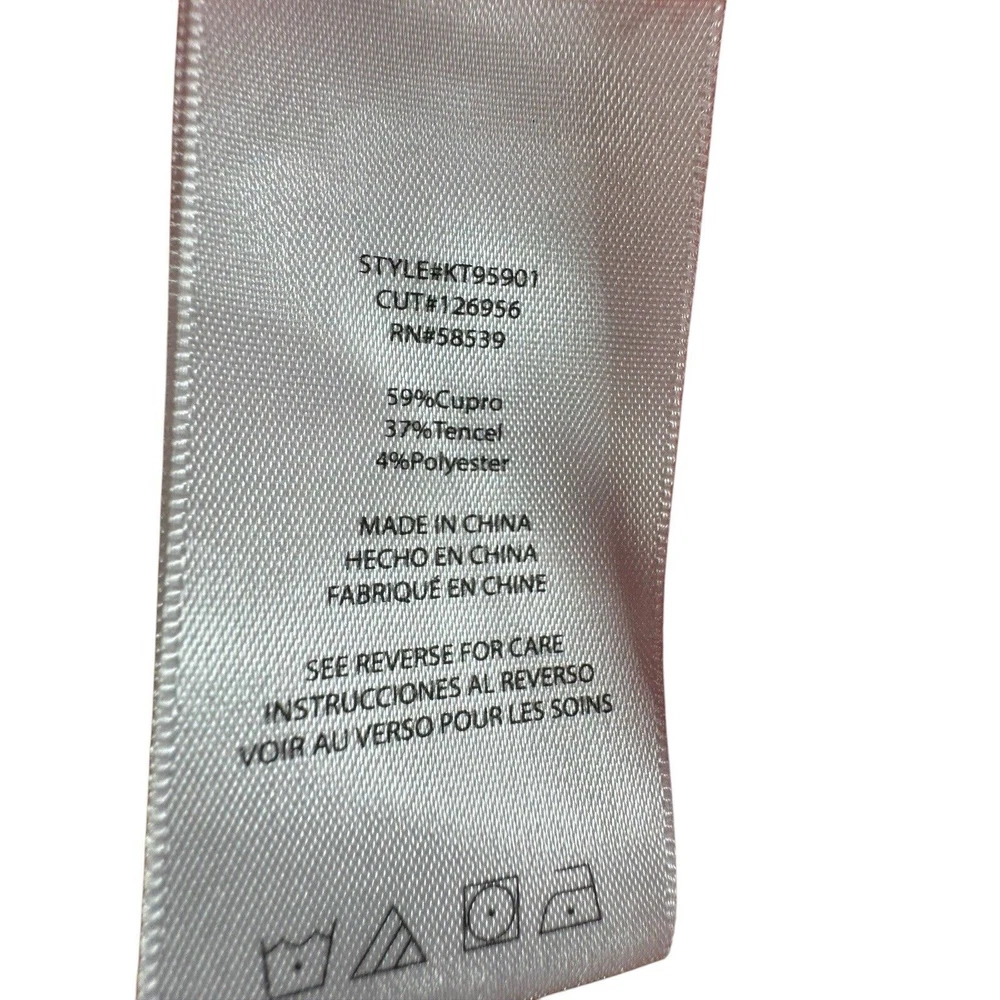 STYLE#KT95901
CUT#126956
RN#58539
59%Cupro
37%Tencel
4%Polyester
MADE IN CHINA
HECHO EN CHINA
FABRIQUÉ EN CHINE
SEE REVERSE FOR CARE
INSTRUCCIONES AL REVERSO
VOIR AU VERSO POUR LES SOINS